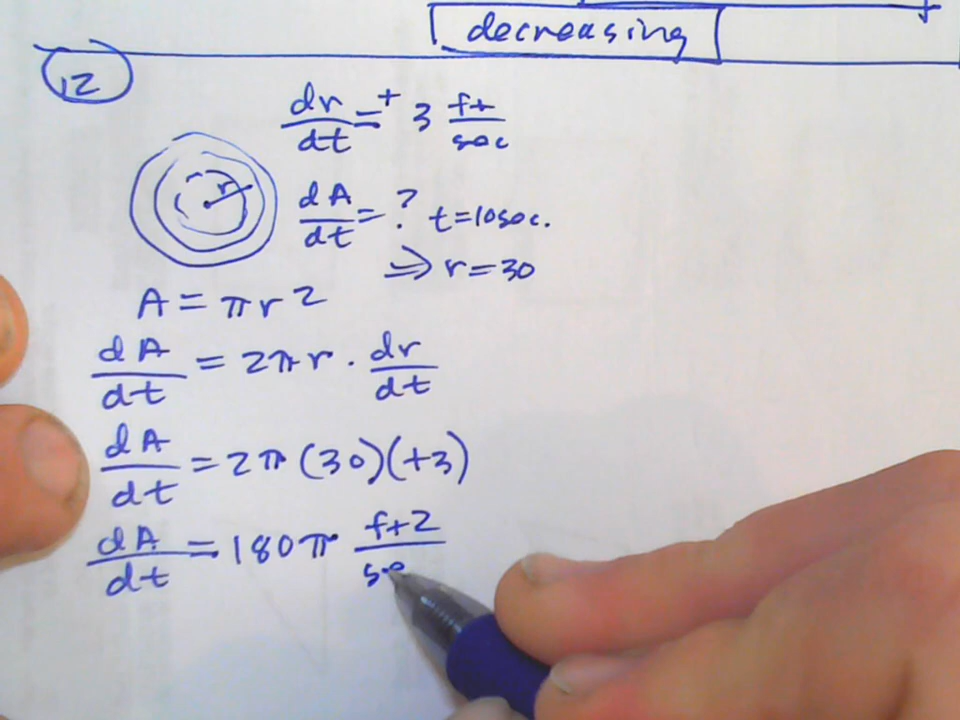 decreasing
12
dr/dt = + 3 ft/sec
r
dA/dt = ? t=10sec.
⇒ r=30
A = πr²
dA/dt = 2πr · dr/dt
dA/dt = 2π(30)(+3)
dA/dt = 180π ft²/se